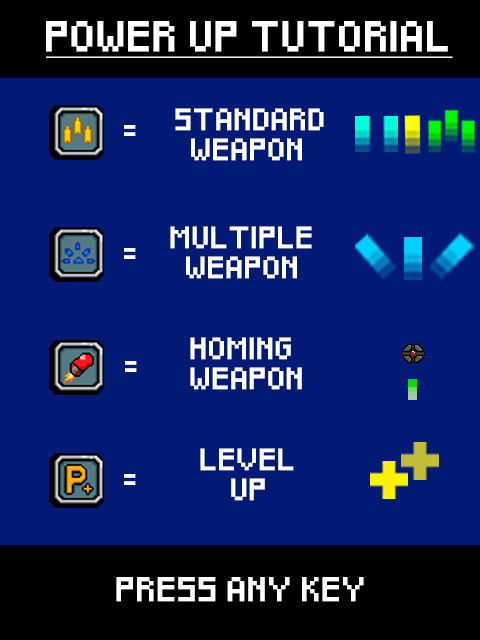 POWER UP TUTORIAL
= STANDARD
WEAPON
= MULTIPLE
WEAPON
= HOMING
WEAPON
P+ = LEVEL
UP
PRESS ANY KEY